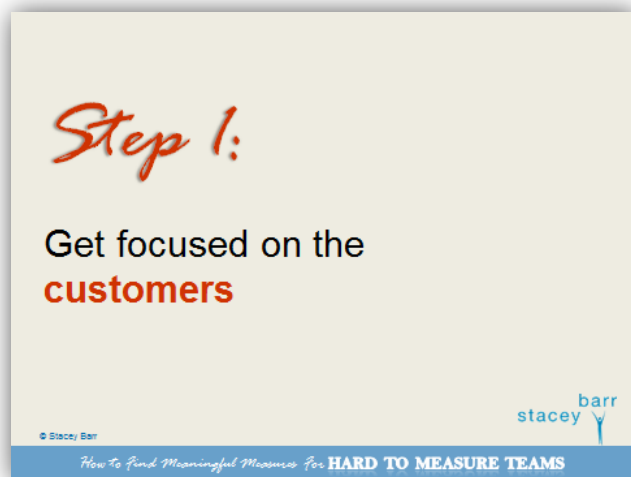 Step 1:
Get focused on the
customers
barr
stacey
© Stacey Barr
How to Find Meaningful Measures For HARD TO MEASURE TEAMS